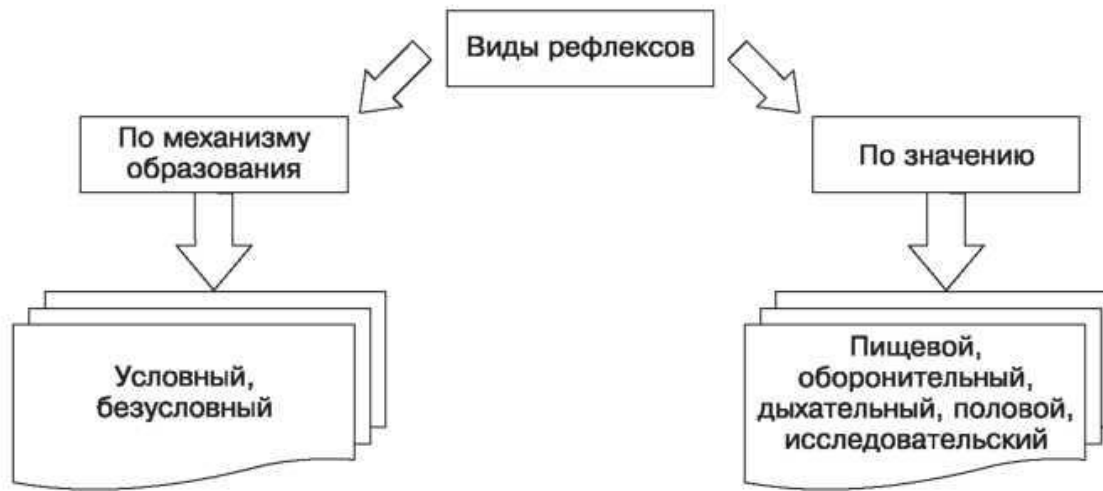 Виды рефлексов
По механизму
образования
По значению
Условный,
безусловный
Пищевой,
оборонительный,
дыхательный, половой,
исследовательский